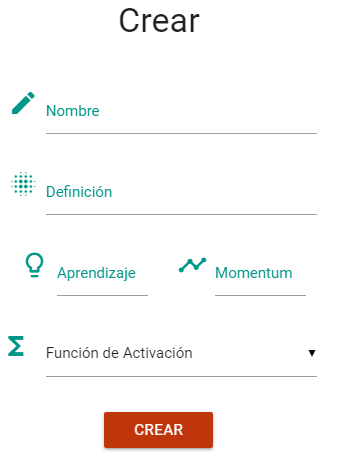 Crear
Nombre
Definición
Aprendizaje Momentum
Función de Activación
CREAR